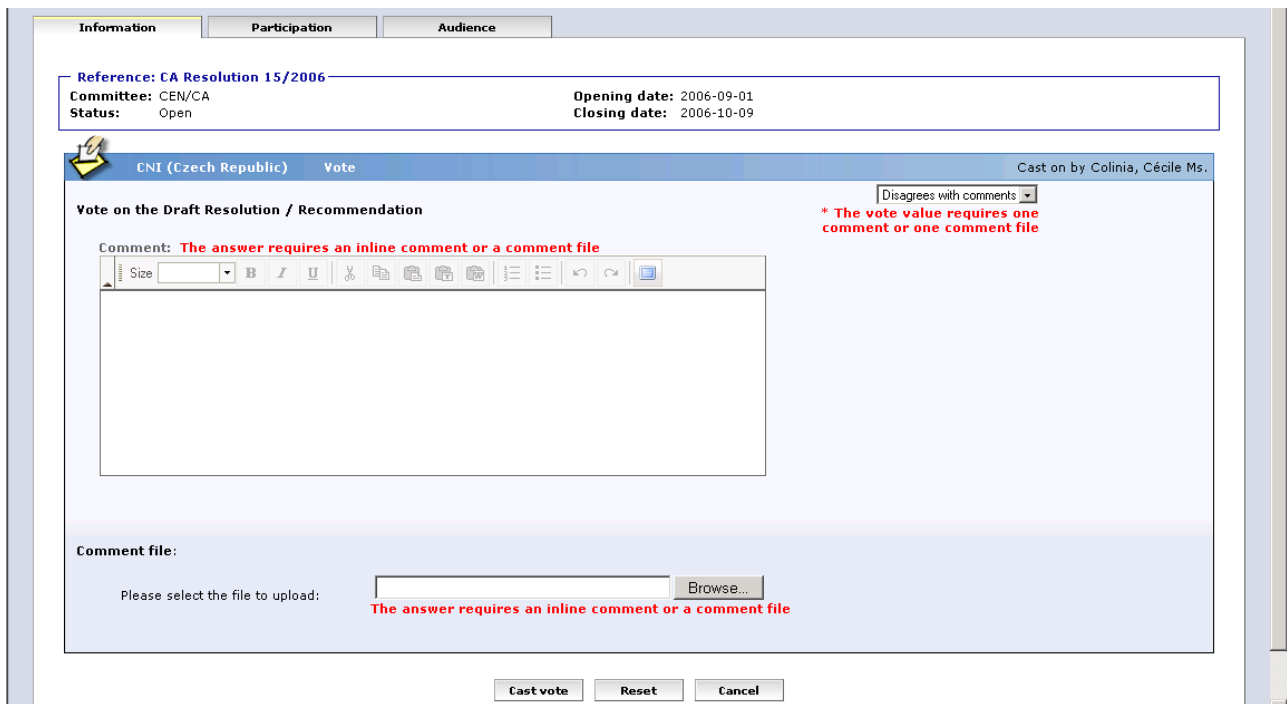 Information Participation Audience
Reference: CA Resolution 15/2006
Committee: CEN/CA Opening date: 2006-09-01
Status: Open Closing date: 2006-10-09
CNI (Czech Republic) Vote Cast on by Colinia, Cécile Ms.
Disagrees with comments
Vote on the Draft Resolution / Recommendation
* The vote value requires one
comment or one comment file
Comment: The answer requires an inline comment or a comment file
Size B I U
Comment file:
Please select the file to upload: Browse...
The answer requires an inline comment or a comment file
Cast vote Reset Cancel